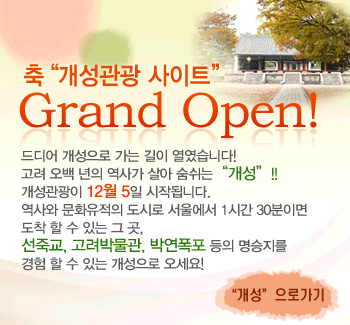 축 “개성관광 사이트”
Grand Open!
드디어 개성으로 가는 길이 열렸습니다!
고려 오백 년의 역사가 살아 숨쉬는 “개성” !!
개성관광이 12월 5일 시작됩니다.
역사와 문화유적의 도시로 서울에서 1시간 30분이면
도착 할 수 있는 그 곳,
선죽교, 고려박물관, 박연폭포 등의 명승지를
경험 할 수 있는 개성으로 오세요!
“개성” 으로가기